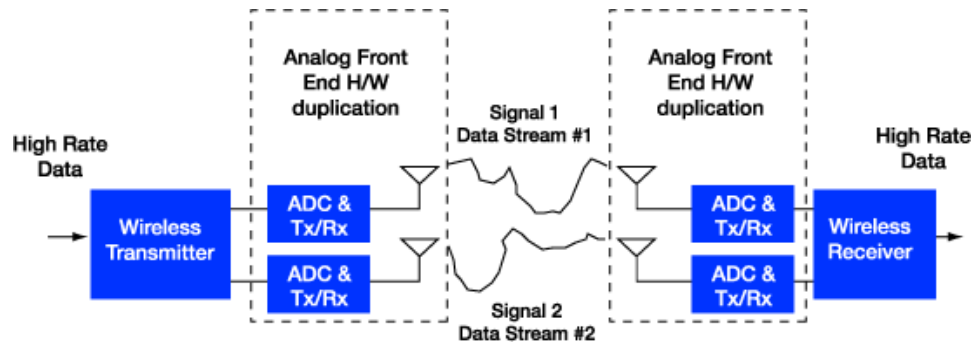 Analog Front
End H/W
duplication
Analog Front
End H/W
duplication
Signal 1
Data Stream #1
High Rate
Data
High Rate
Data
Wireless
Transmitter
ADC &
Tx/Rx
ADC &
Tx/Rx
ADC &
Tx/Rx
ADC &
Tx/Rx
Wireless
Receiver
Signal 2
Data Stream #2